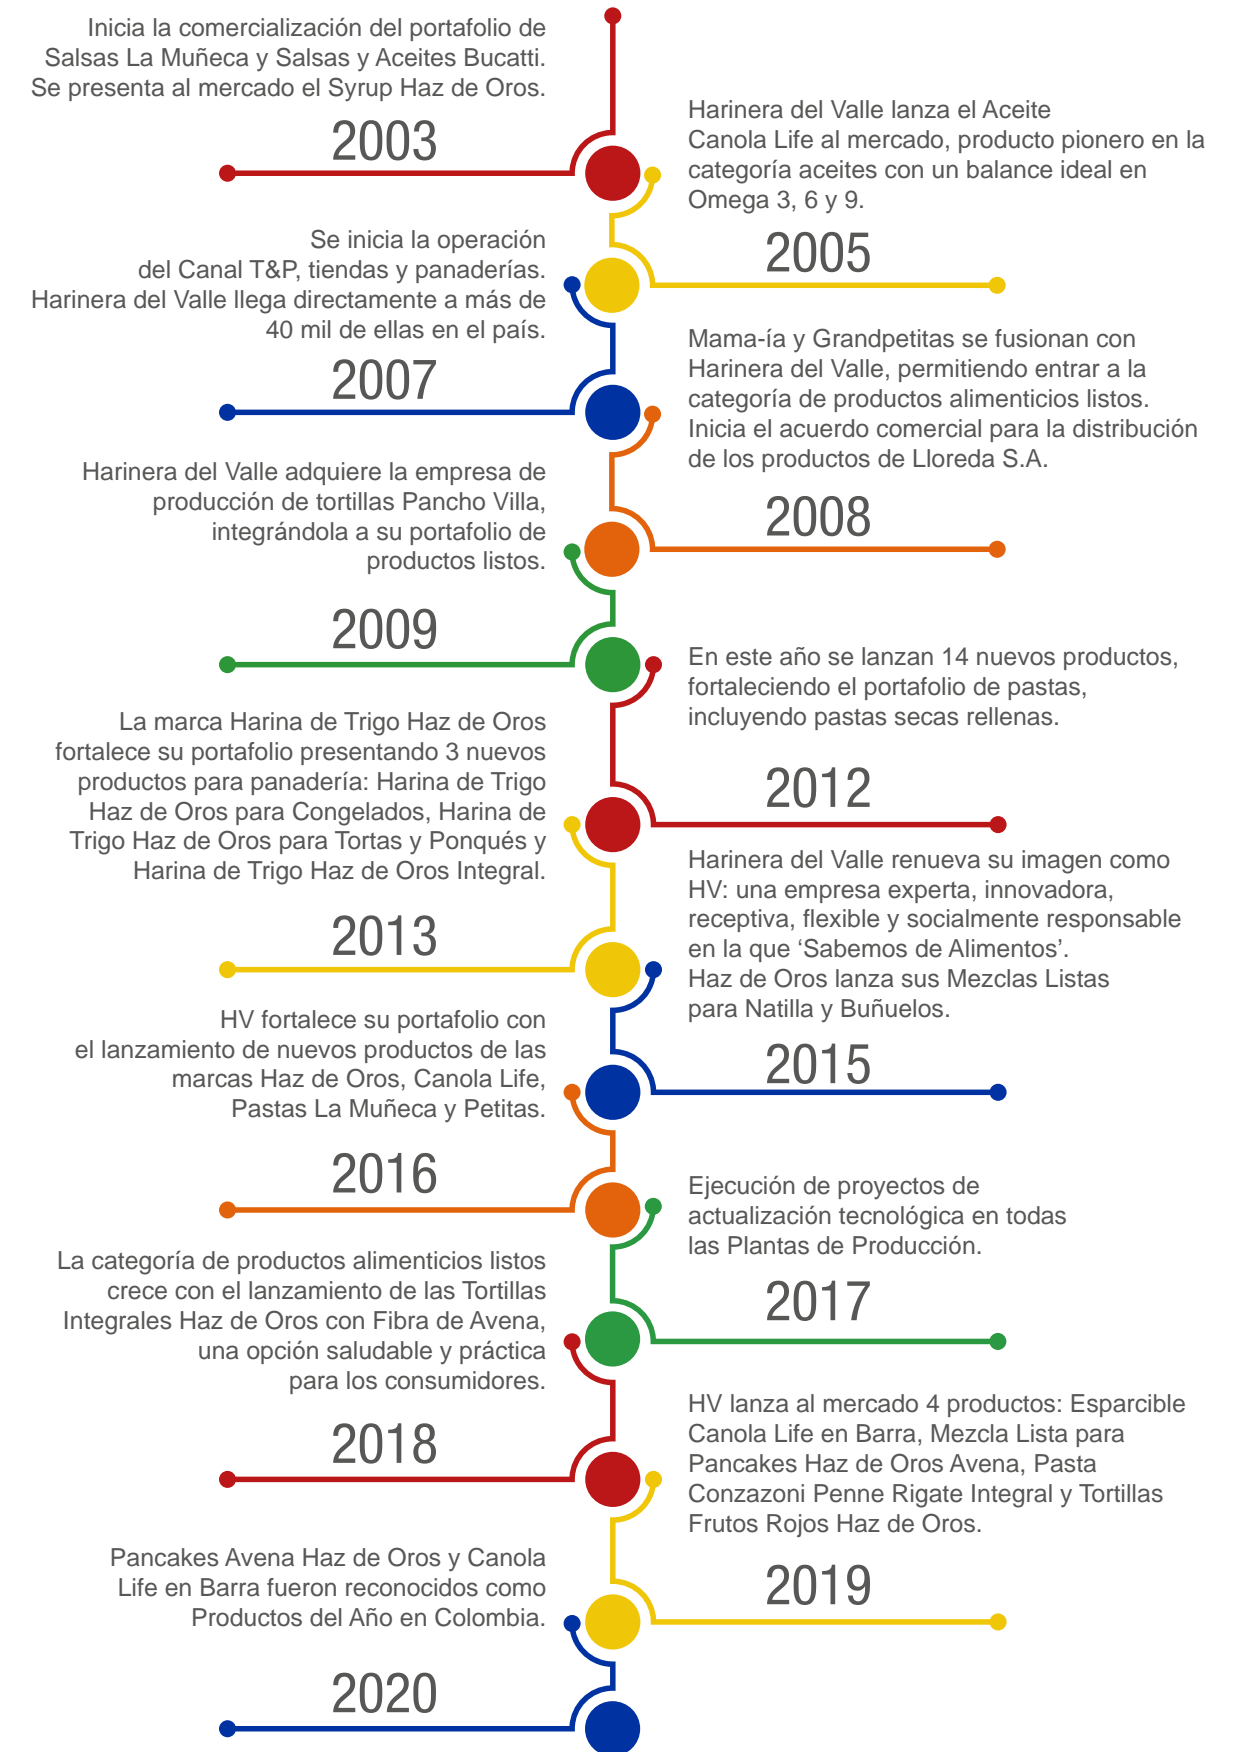 Inicia la comercialización del portafolio de
Salsas La Muñeca y Salsas y Aceites Bucatti.
Se presenta al mercado el Syrup Haz de Oros.
2003
Harinera del Valle lanza el Aceite
Canola Life al mercado, producto pionero en la
categoría aceites con un balance ideal en
Omega 3, 6 y 9.
2005
Se inicia la operación
del Canal T&P, tiendas y panaderías.
Harinera del Valle llega directamente a más de
40 mil de ellas en el país.
2007
Mama-ía y Grandpetitas se fusionan con
Harinera del Valle, permitiendo entrar a la
categoría de productos alimenticios listos.
Inicia el acuerdo comercial para la distribución
de los productos de Lloreda S.A.
2008
Harinera del Valle adquiere la empresa de
producción de tortillas Pancho Villa,
integrándola a su portafolio de
productos listos.
2009
En este año se lanzan 14 nuevos productos,
fortaleciendo el portafolio de pastas,
incluyendo pastas secas rellenas.
2012
La marca Harina de Trigo Haz de Oros
fortalece su portafolio presentando 3 nuevos
productos para panadería: Harina de Trigo
Haz de Oros para Congelados, Harina de
Trigo Haz de Oros para Tortas y Ponqués y
Harina de Trigo Haz de Oros Integral.
2013
Harinera del Valle renueva su imagen como
HV: una empresa experta, innovadora,
receptiva, flexible y socialmente responsable
en la que ‘Sabemos de Alimentos’.
Haz de Oros lanza sus Mezclas Listas
para Natilla y Buñuelos.
2015
HV fortalece su portafolio con
el lanzamiento de nuevos productos de las
marcas Haz de Oros, Canola Life,
Pastas La Muñeca y Petitas.
2016
Ejecución de proyectos de
actualización tecnológica en todas
las Plantas de Producción.
2017
La categoría de productos alimenticios listos
crece con el lanzamiento de las Tortillas
Integrales Haz de Oros con Fibra de Avena,
una opción saludable y práctica
para los consumidores.
2018
HV lanza al mercado 4 productos: Esparcible
Canola Life en Barra, Mezcla Lista para
Pancakes Haz de Oros Avena, Pasta
Conzazoni Penne Rigate Integral y Tortillas
Frutos Rojos Haz de Oros.
2019
Pancakes Avena Haz de Oros y Canola
Life en Barra fueron reconocidos como
Productos del Año en Colombia.
2020